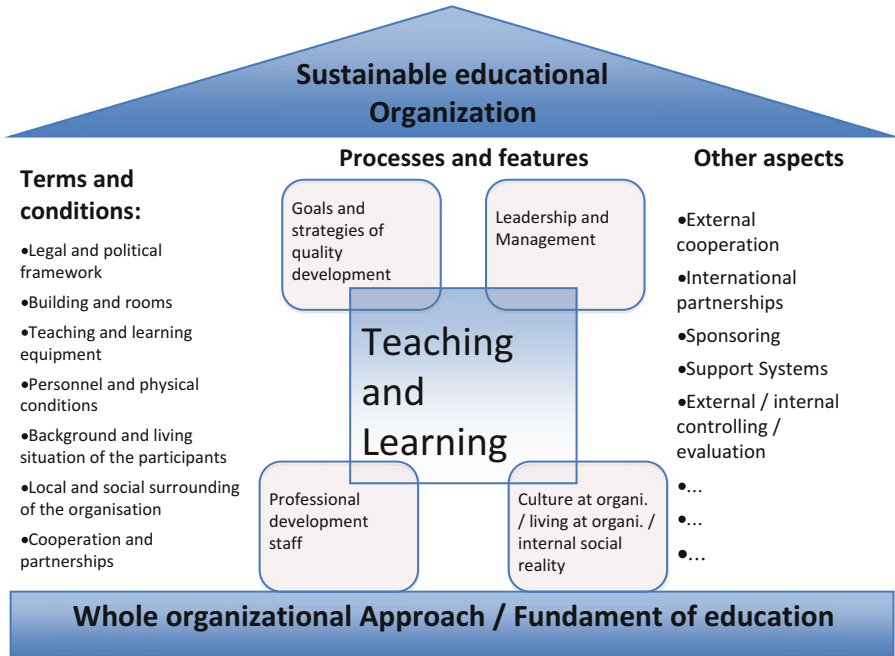 Sustainable educational
Organization
Terms and
conditions:
•Legal and political
framework
•Building and rooms
•Teaching and learning
equipment
•Personnel and physical
conditions
•Background and living
situation of the participants
•Local and social surrounding
of the organisation
•Cooperation and
partnerships
Processes and features
Goals and
strategies of
quality
development
Leadership and
Management
Teaching
and
Learning
Professional
development
staff
Culture at organi.
/ living at organi. /
internal social
reality
Other aspects
•External
cooperation
•International
partnerships
•Sponsoring
•Support Systems
•External / internal
controlling /
evaluation
•...
•...
•...
Whole organizational Approach / Fundament of education